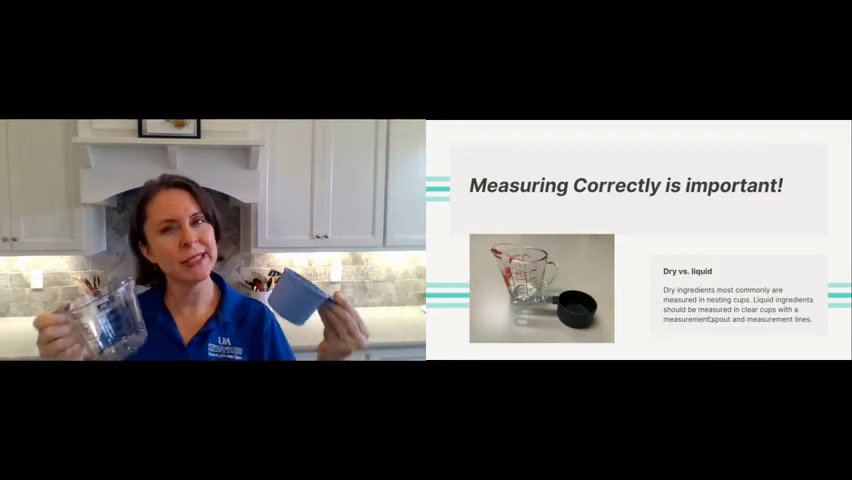 Measuring Correctly is important!
Dry vs. liquid
Dry ingredients most commonly are
measured in nesting cups. Liquid ingredients
should be measured in clear cups with a
measurement spout and measurement lines.
UA